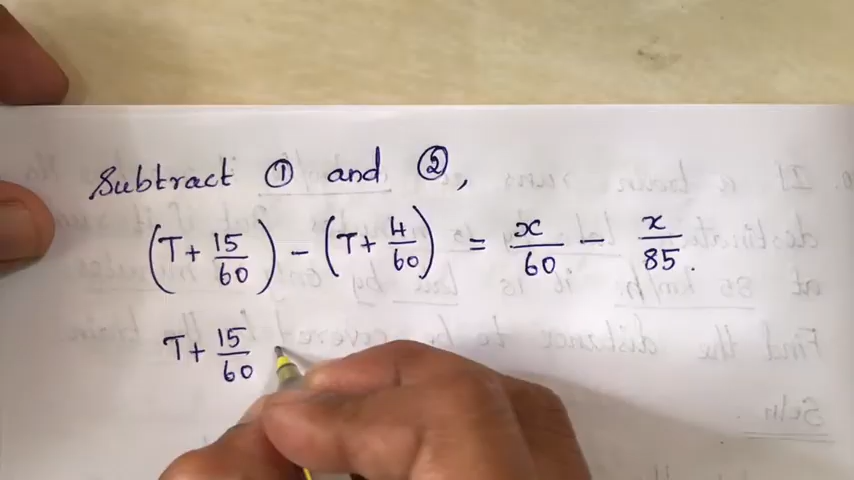 Subtract ① and ②,
(T + 15/60) - (T + 4/60) = x/60 - x/85.
T + 15/60